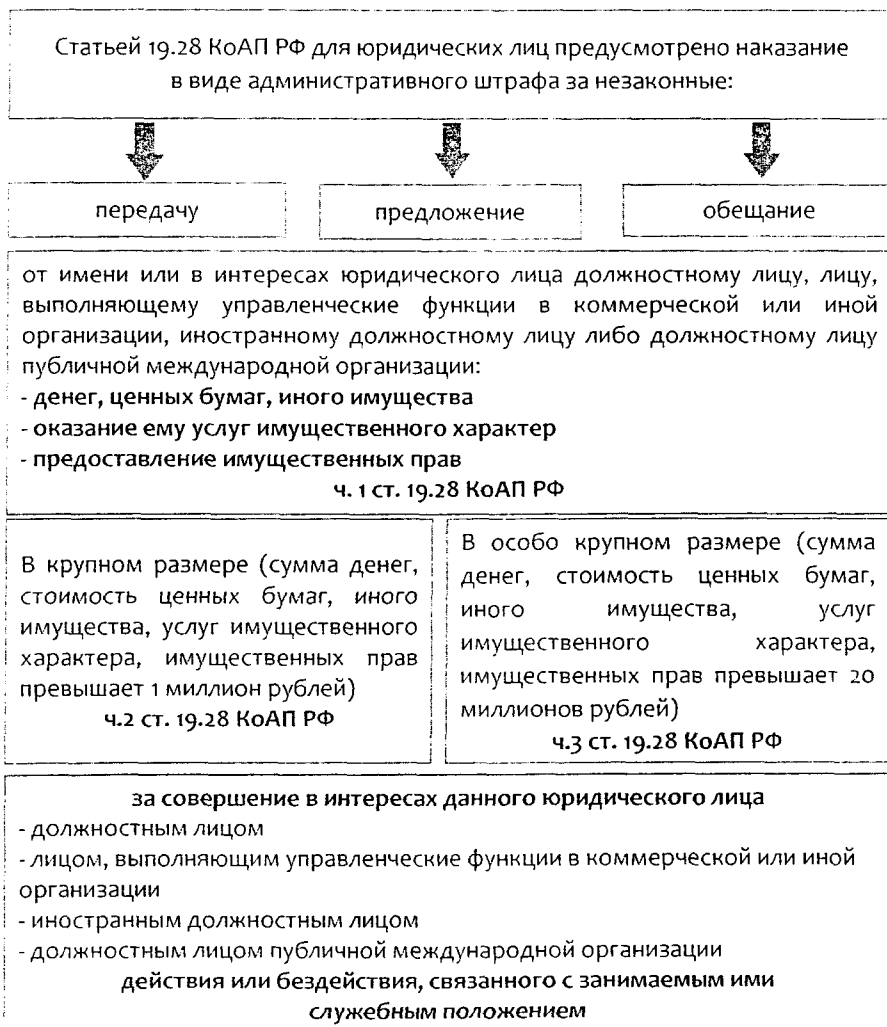 Статьей 19.28 КоАП РФ для юридических лиц предусмотрено наказание
в виде административного штрафа за незаконные:
передачу
предложение
обещание
от имени или в интересах юридического лица должностному лицу, лицу,
выполняющему управленческие функции в коммерческой или иной
организации, иностранному должностному лицу либо должностному лицу
публичной международной организации:
- денег, ценных бумаг, иного имущества
- оказание ему услуг имущественного характер
- предоставление имущественных прав
ч. 1 ст. 19.28 КоАП РФ
В крупном размере (сумма денег,
стоимость ценных бумаг, иного
имущества, услуг имущественного
характера, имущественных прав
превышает 1 миллион рублей)
ч.2 ст. 19.28 КоАП РФ
В особо крупном размере (сумма
денег, стоимость ценных бумаг,
иного имущества, услуг
имущественного характера,
имущественных прав превышает 20
миллионов рублей)
ч.3 ст. 19.28 КоАП РФ
за совершение в интересах данного юридического лица
- должностным лицом
- лицом, выполняющим управленческие функции в коммерческой или иной
организации
- иностранным должностным лицом
- должностным лицом публичной международной организации
действия или бездействия, связанного с занимаемым ими
служебным положением